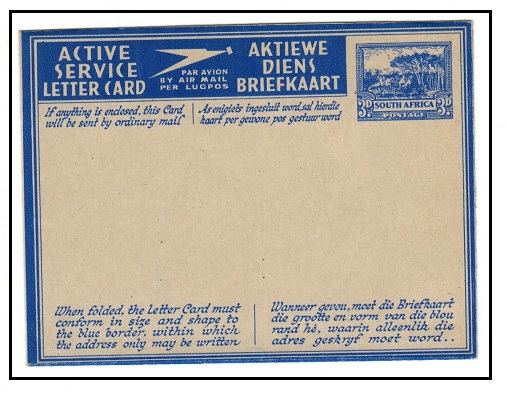 ACTIVE
SERVICE
LETTER CARD
PAR AVION
BY AIR MAIL
PER LUGPOS
AKTIEWE
DIENS
BRIEFKAART
3D SOUTH AFRICA 3D
POSTAGE
If anything is enclosed, this Card
will be sent by ordinary mail
As enigiets ingesluit word, sal hierdie
kaart per gewone pos gestuur word
When folded, the Letter Card must
conform in size and shape to
the blue border, within which
the address only may be written
Wanneer gevou, moet die Briefkaart
die grootte en vorm van die blou
rand hê, waarin alleenlik die
adres geskryf moet word..